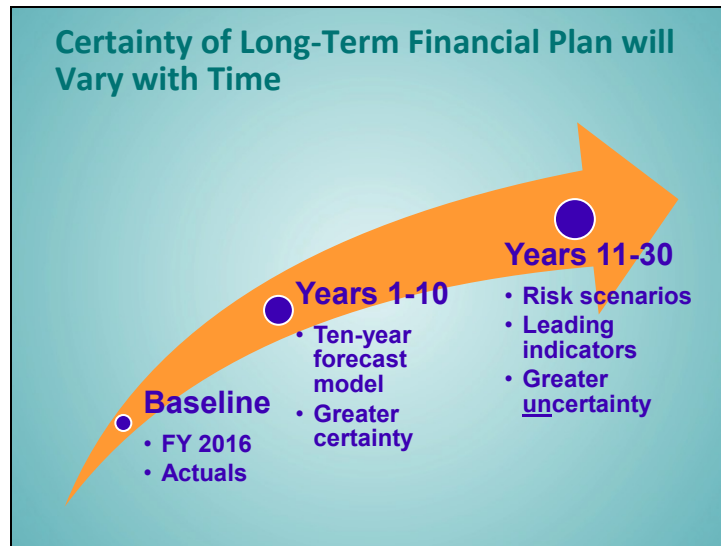 Certainty of Long-Term Financial Plan will
Vary with Time
Baseline
• FY 2016
• Actuals
Years 1-10
• Ten-year
forecast
model
• Greater
certainty
Years 11-30
• Risk scenarios
• Leading
indicators
• Greater
uncertainty